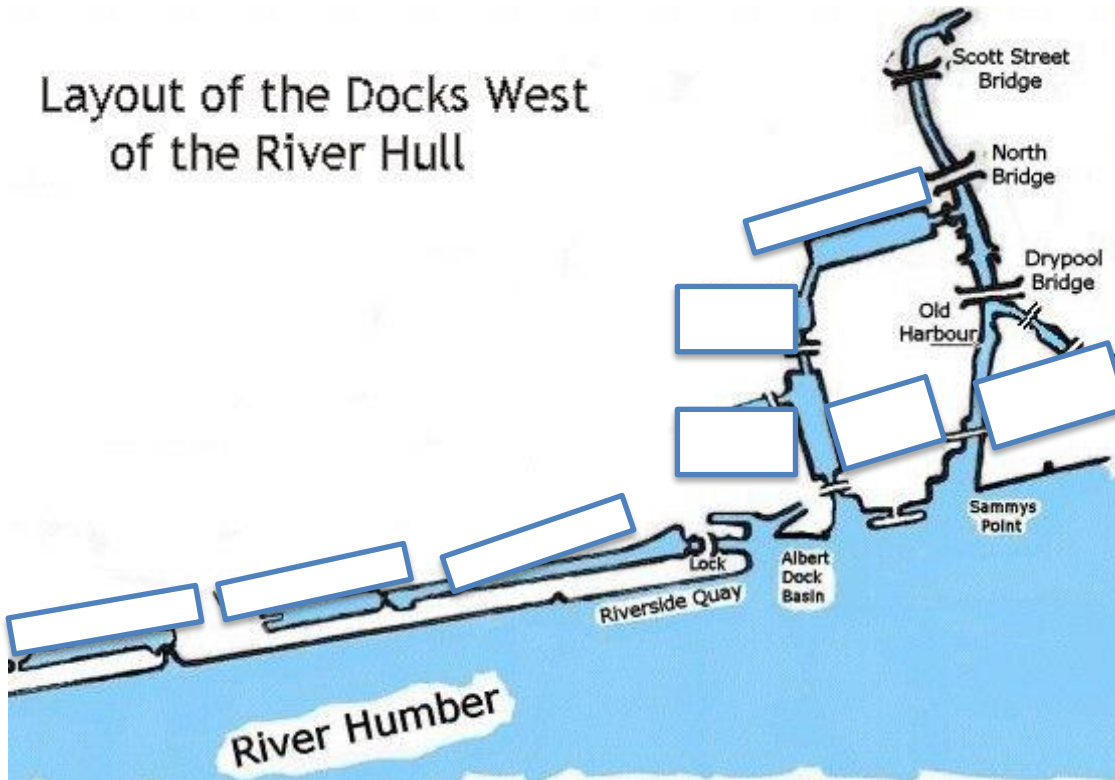 Layout of the Docks West
of the River Hull
Scott Street
Bridge
North
Bridge
Drypool
Bridge
Old
Harbour
Sammys
Point
Lock
Albert
Dock
Basin
Riverside Quay
River Humber